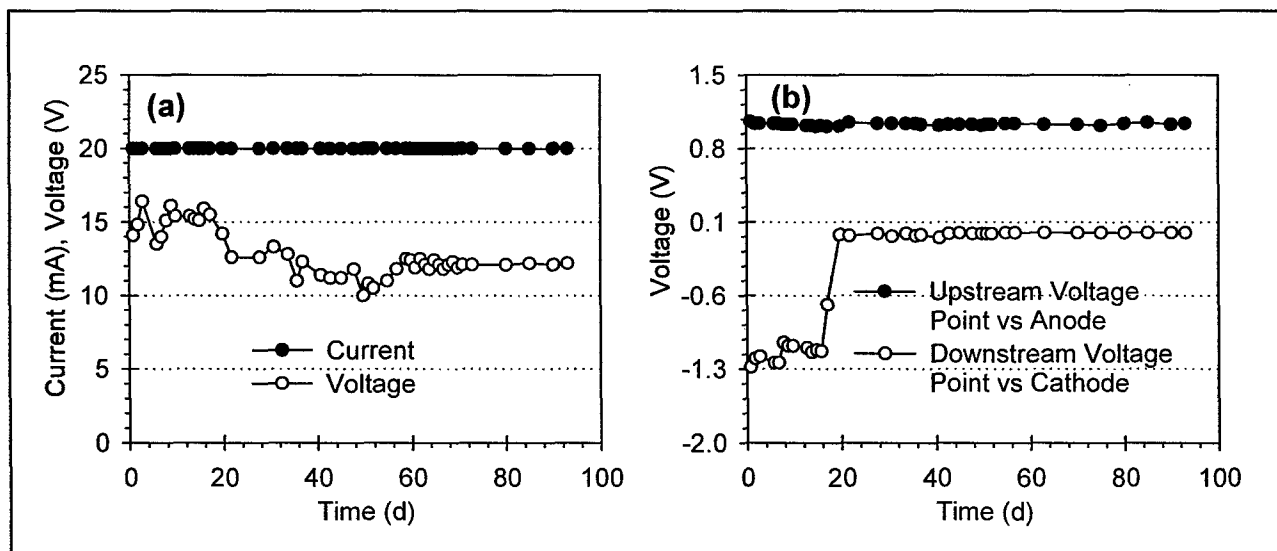 (a)
25
20
15
10
5
0
Current (mA), Voltage (V)
Current
Voltage
0 20 40 60 80 100
Time (d)
(b)
1.5
0.8
0.1
-0.6
-1.3
-2.0
Voltage (V)
Upstream Voltage
Point vs Anode
Downstream Voltage
Point vs Cathode
0 20 40 60 80 100
Time (d)